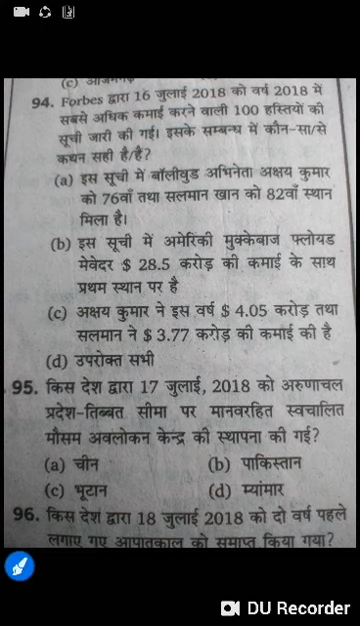 (c)
94. Forbes द्वारा 16 जुलाई 2018 को वर्ष 2018 में
सबसे अधिक कमाई करने वाली 100 हस्तियों की
सूची जारी की गई। इसके सम्बन्ध में कौन-सा/से
कथन सही है/हैं?
(a) इस सूची में बॉलीवुड अभिनेता अक्षय कुमार
को 76वाँ तथा सलमान खान को 82वाँ स्थान
मिला है।
(b) इस सूची में अमेरिकी मुक्केबाज फ्लोयड
मेवेदर $ 28.5 करोड़ की कमाई के साथ
प्रथम स्थान पर है
(c) अक्षय कुमार ने इस वर्ष $ 4.05 करोड़ तथा
सलमान ने $ 3.77 करोड़ की कमाई की है
(d) उपरोक्त सभी
95. किस देश द्वारा 17 जुलाई, 2018 को अरुणाचल
प्रदेश-तिब्बत सीमा पर मानवरहित स्वचालित
मौसम अवलोकन केन्द्र की स्थापना की गई?
(a) चीन (b) पाकिस्तान
(c) भूटान (d) म्यांमार
96. किस देश द्वारा 18 जुलाई 2018 को दो वर्ष पहले
लगाए गए आपातकाल को समाप्त किया गया?
DU Recorder